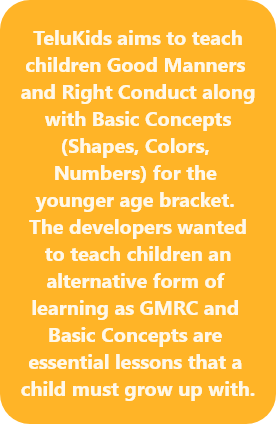 TeluKids aims to teach
children Good Manners
and Right Conduct along
with Basic Concepts
(Shapes, Colors,
Numbers) for the
younger age bracket.
The developers wanted
to teach children an
alternative form of
learning as GMRC and
Basic Concepts are
essential lessons that a
child must grow up with.